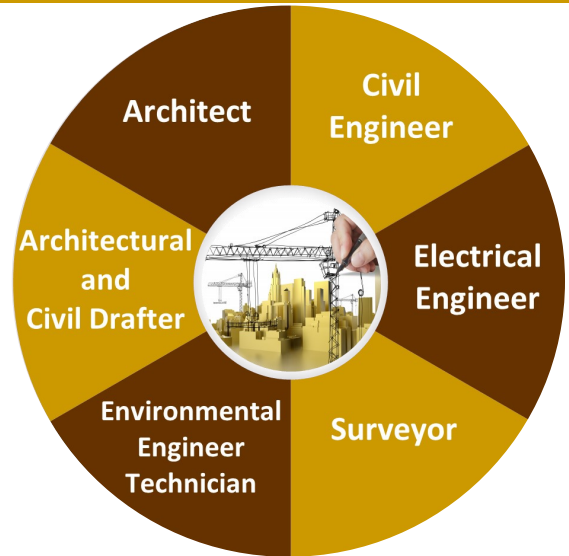 Architect
Civil
Engineer
Electrical
Engineer
Surveyor
Environmental
Engineer
Technician
Architectural
and
Civil Drafter